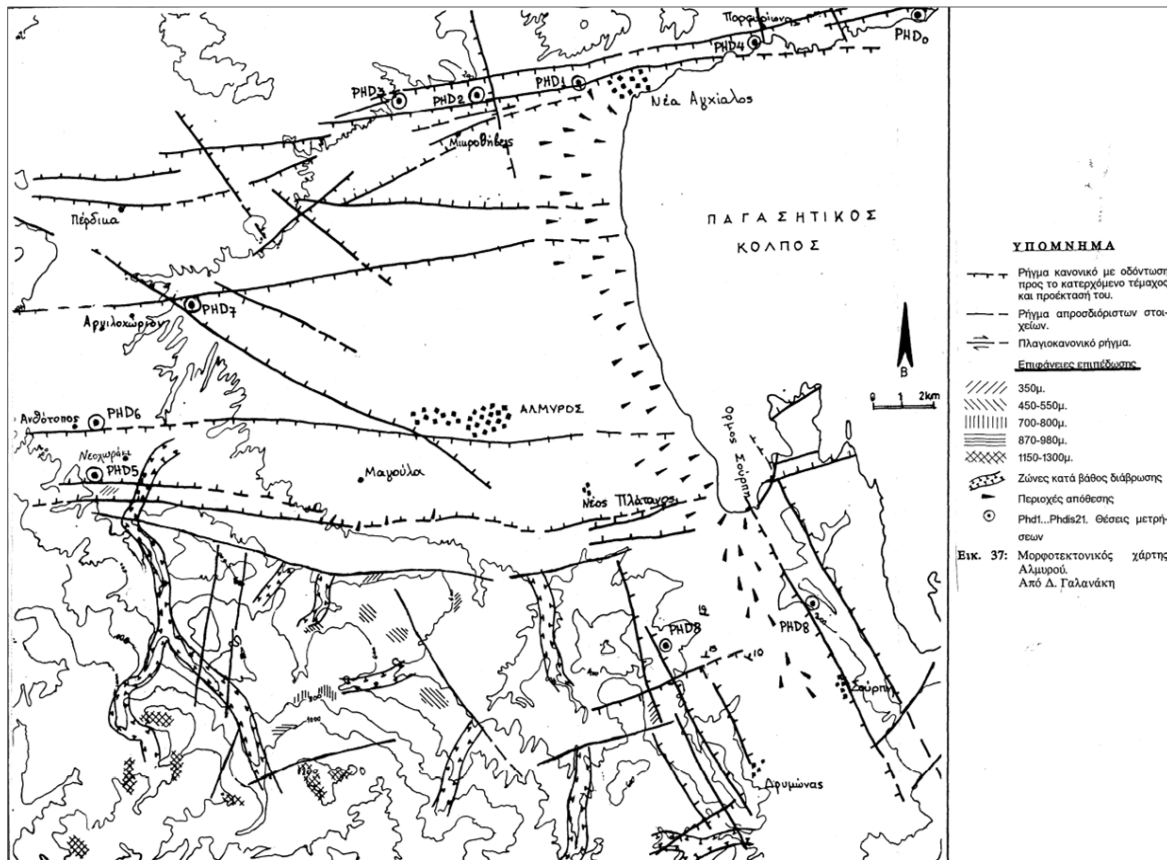 Πορφυρίωνας
PHD0
PHD4
PHD1
PHD2
PHD3
Νέα Αγχίαλος
Μικροθήβες
Πέρδικα
ΠΑΓΑΣΗΤΙΚΟΣ
ΚΟΛΠΟΣ
PHD7
Αργιλοχώριον
Ανθότοπος
PHD6
ΑΛΜΥΡΟΣ
Νεοχωράκι
PHD5
Μαγούλα
Νέος Πλάτανος
Ορμος Σούρπη
Β
0 1 2km
PHD8
PHD8
Σούρπη
Δρυμώνας
ΥΠΟΜΝΗΜΑ
Ρήγμα κανονικό με οδόντωση
προς το κατερχόμενο τέμαχος
και προέκτασή του.
Ρήγμα απροσδιόριστων στοι-
χείων.
Πλαγιοκανονικό ρήγμα.
Επιφάνειες επιπέδωσης
350μ.
450-550μ.
700-800μ.
870-980μ.
1150-1300μ.
Ζώνες κατά βάθος διάβρωσης
Περιοχές απόθεσης
Phd1...Phdis21. Θέσεις μετρή-
σεων
Εικ. 37: Μορφοτεκτονικός χάρτης
Αλμυρού.
Από Δ. Γαλανάκη